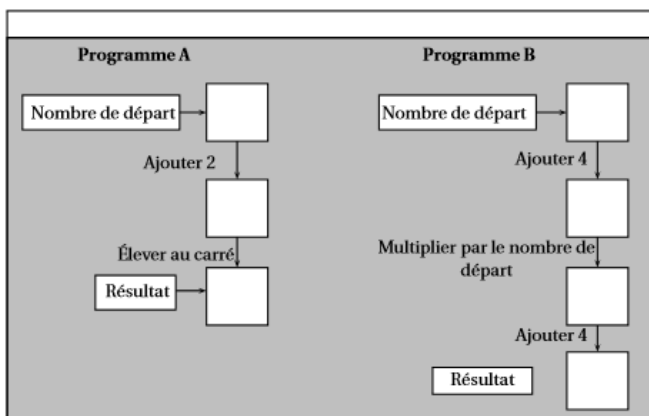 Programme A
Nombre de départ
Ajouter 2
Élever au carré
Résultat
Programme B
Nombre de départ
Ajouter 4
Multiplier par le nombre de
départ
Ajouter 4
Résultat